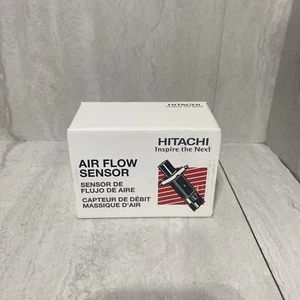 HITACHI
HITACHI
Inspire the Next
AIR FLOW
SENSOR
SENSOR DE
FLUJO DE AIRE
CAPTEUR DE DÉBIT
MASSIQUE D'AIR